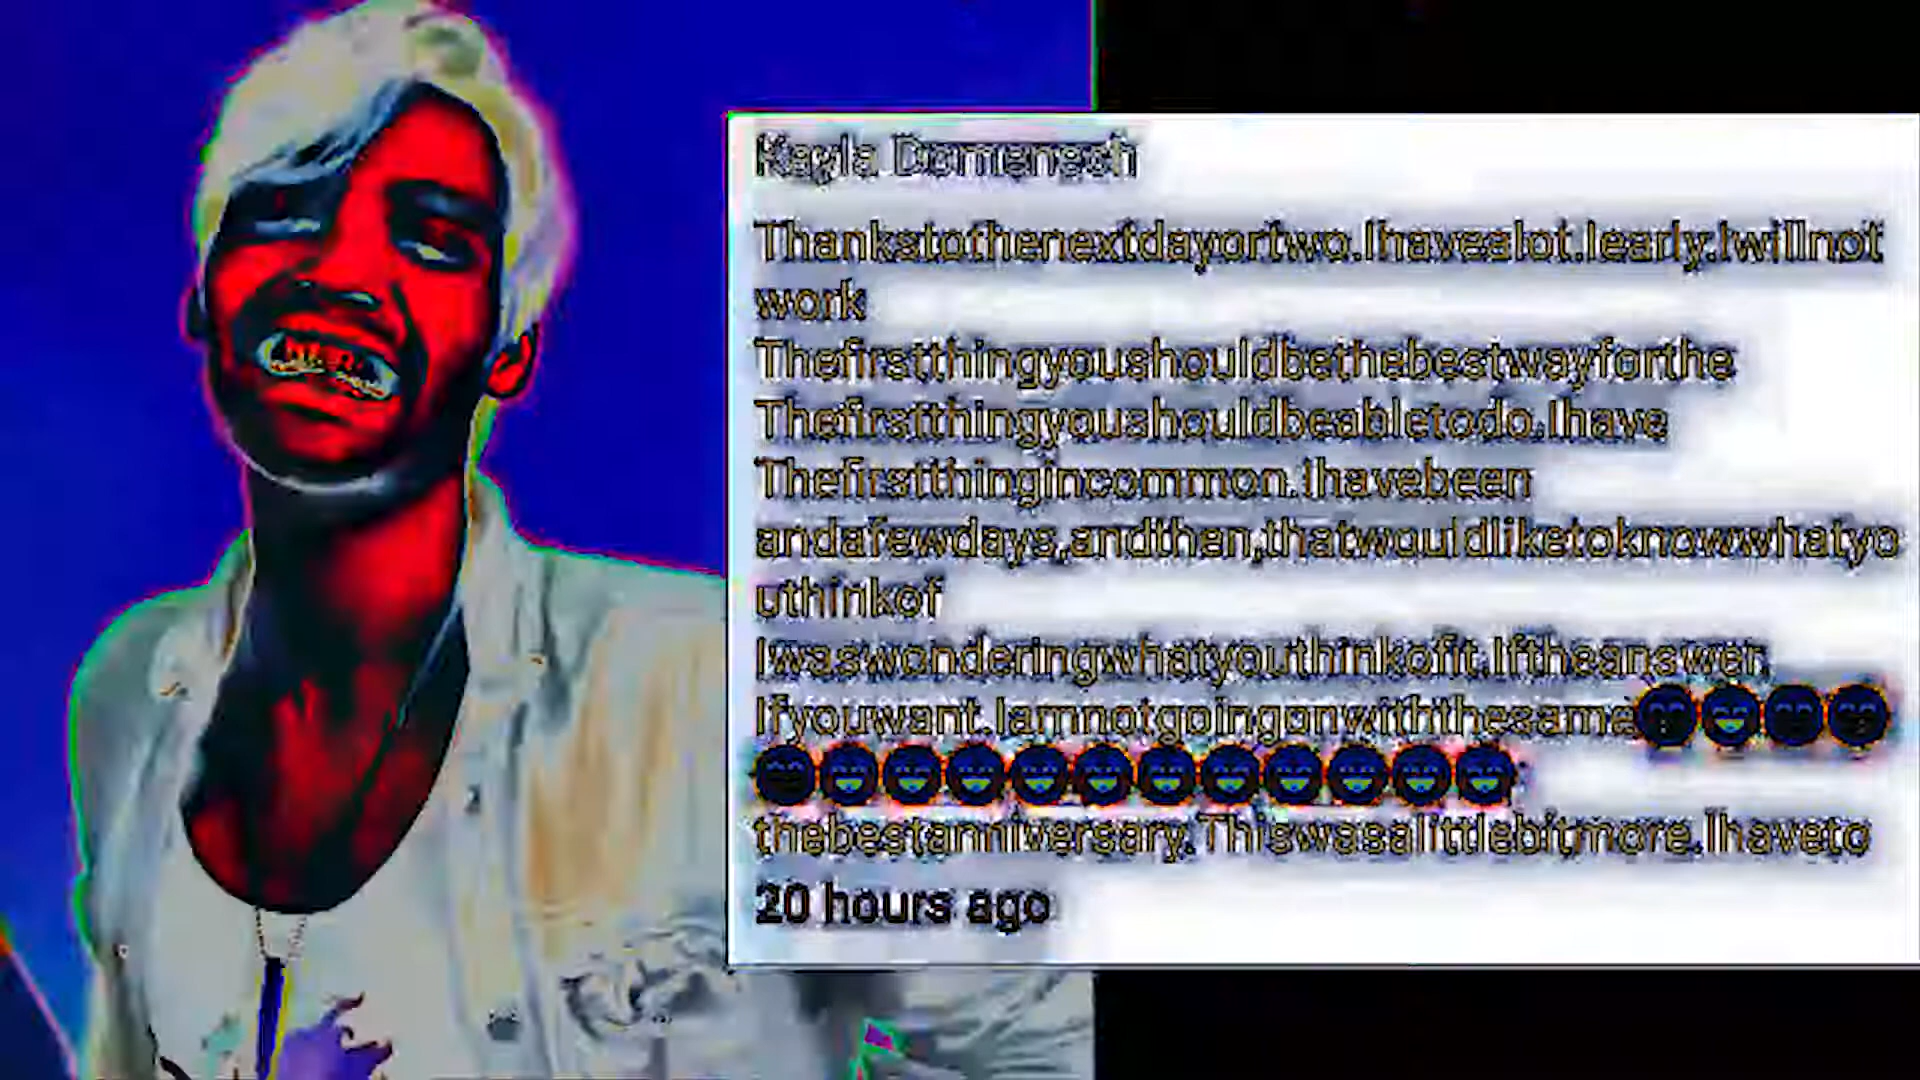 Kayla Domenech
Thankstothenextdayortwo.Ihavealot.Iearly.Iwillnot
work
Thefirstthingyoushouldbethebestwayforthe
Thefirstthingyoushouldbeabletodo.Ihave
Thefirstthingincommon.Ihavebeen
andafewdays,andthen,thatwouldliketoknowwhatyo
uthinkof
Iwaswonderingwhatyouthinkofit.Iftheanswer
Ifyouwant.Iamnotgoingonwiththesame
thebestanniversary.Thiswasalittlebitmore.Ihaveto
20 hours ago